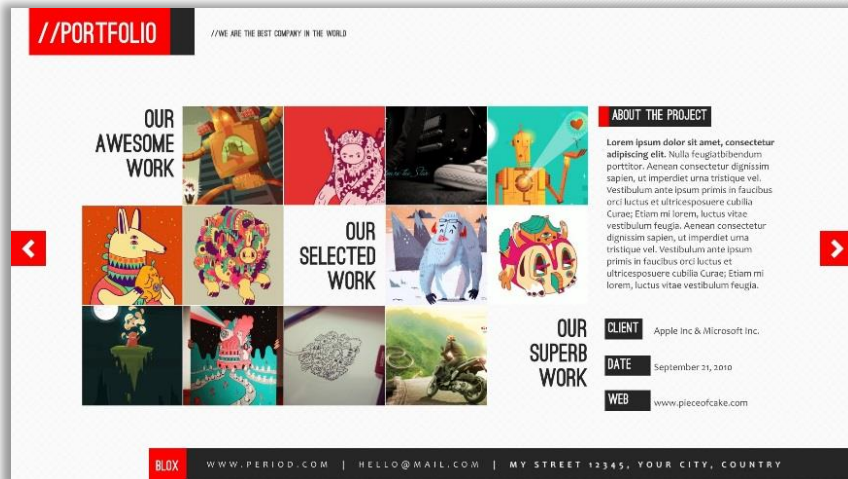 //PORTFOLIO
//WE ARE THE BEST COMPANY IN THE WORLD
OUR
AWESOME
WORK
OUR
SELECTED
WORK
OUR
SUPERB
WORK
ABOUT THE PROJECT
Lorem ipsum dolor sit amet, consectetur
adipiscing elit. Nulla feugiatbibendum
porttitor. Aenean consectetur dignissim
sapien, ut imperdiet urna tristique vel.
Vestibulum ante ipsum primis in faucibus
orci luctus et ultricesposuere cubilia
Curae; Etiam mi lorem, luctus vitae
vestibulum feugia. Aenean consectetur
dignissim sapien, ut imperdiet urna
tristique vel. Vestibulum ante ipsum
primis in faucibus orci luctus et
ultricesposuere cubilia Curae; Etiam mi
lorem, luctus vitae vestibulum feugia.
CLIENT Apple Inc & Microsoft Inc.
DATE September 21, 2010
WEB www.pieceofcake.com
BLOX WWW.PERIOD.COM | HELLO@MAIL.COM | MY STREET 12345, YOUR CITY, COUNTRY